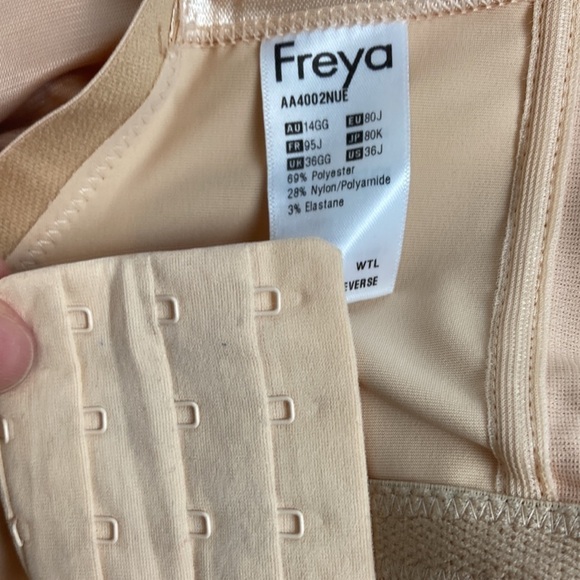 Freya
AA4002NUE
AU 14GG EU 80J
FR 95J JP 80K
UK 36GG US 36J
69% Polyester
28% Nylon/Polyamide
3% Elastane
WTL
EVERSE